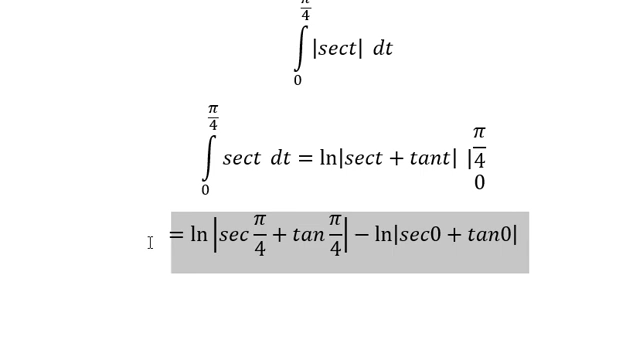 ∫₀^(π/4) |sect| dt
∫₀^(π/4) sect dt = ln|sect + tant| |₀^(π/4)
= ln|sec π/4 + tan π/4| − ln|sec0 + tan0|